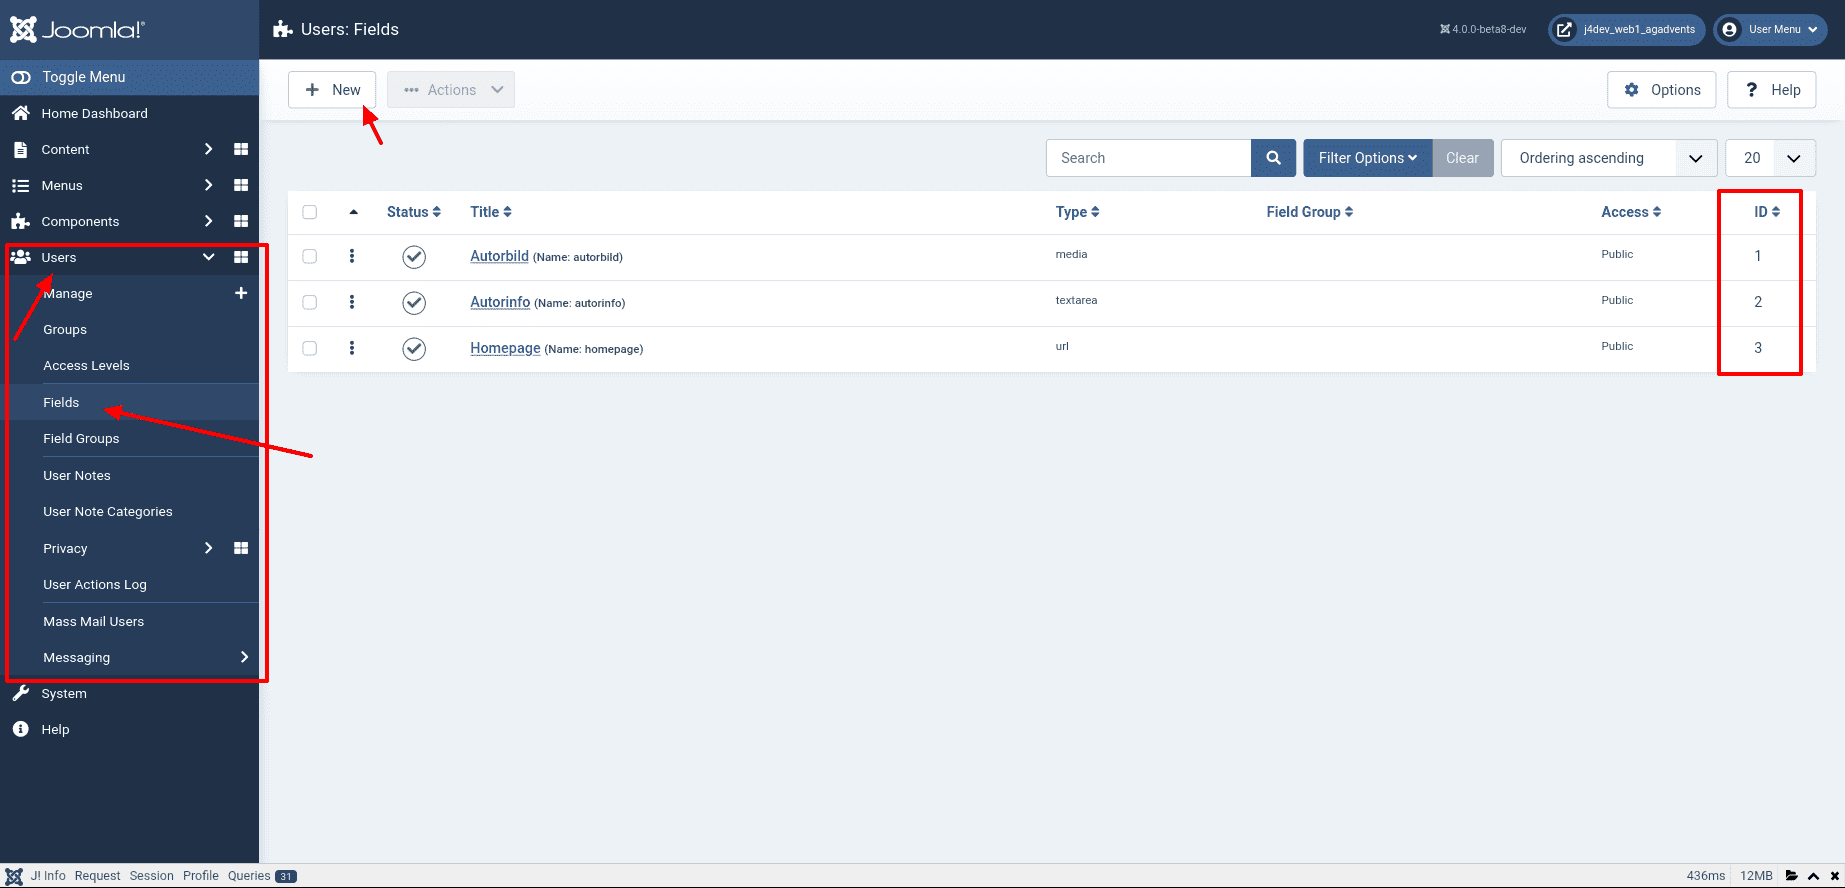 Joomla!
Users: Fields
4.0.0-beta8-dev
j4dev_web1_agadvents
User Menu
Toggle Menu
Home Dashboard
Content
Menus
Components
Users
Manage
Groups
Access Levels
Fields
Field Groups
User Notes
User Note Categories
Privacy
User Actions Log
Mass Mail Users
Messaging
System
Help
New
Actions
Options
? Help
Search
Filter Options
Clear
Ordering ascending
20
Status Title Type Field Group Access ID
Autorbild (Name: autorbild) media Public 1
Autorinfo (Name: autorinfo) textarea Public 2
Homepage (Name: homepage) url Public 3
J! Info Request Session Profile Queries 31 436ms 12MB